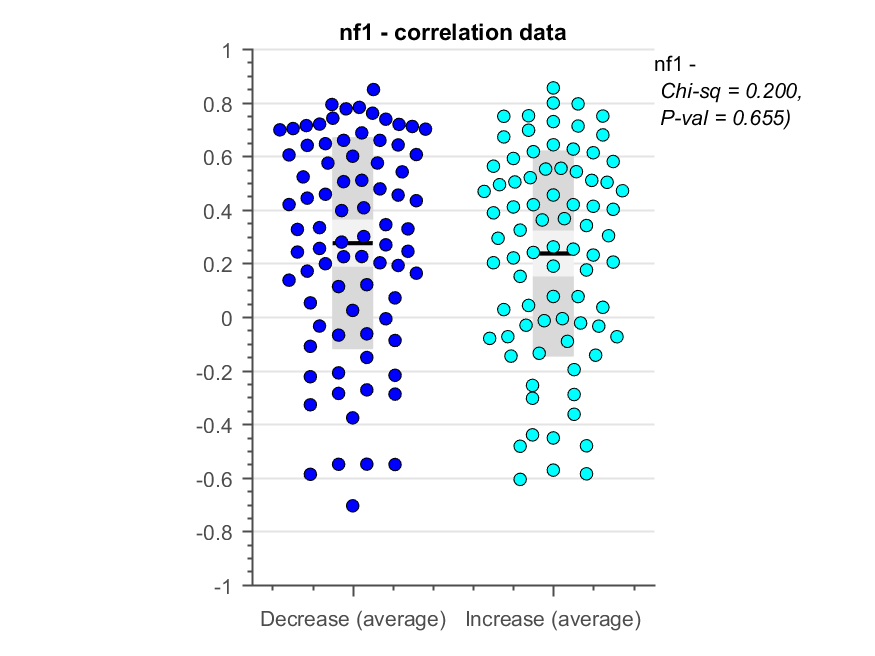 nf1 - correlation data
nf1 -
Chi-sq = 0.200,
P-val = 0.655)
1
0.8
0.6
0.4
0.2
0
-0.2
-0.4
-0.6
-0.8
-1
Decrease (average) Increase (average)